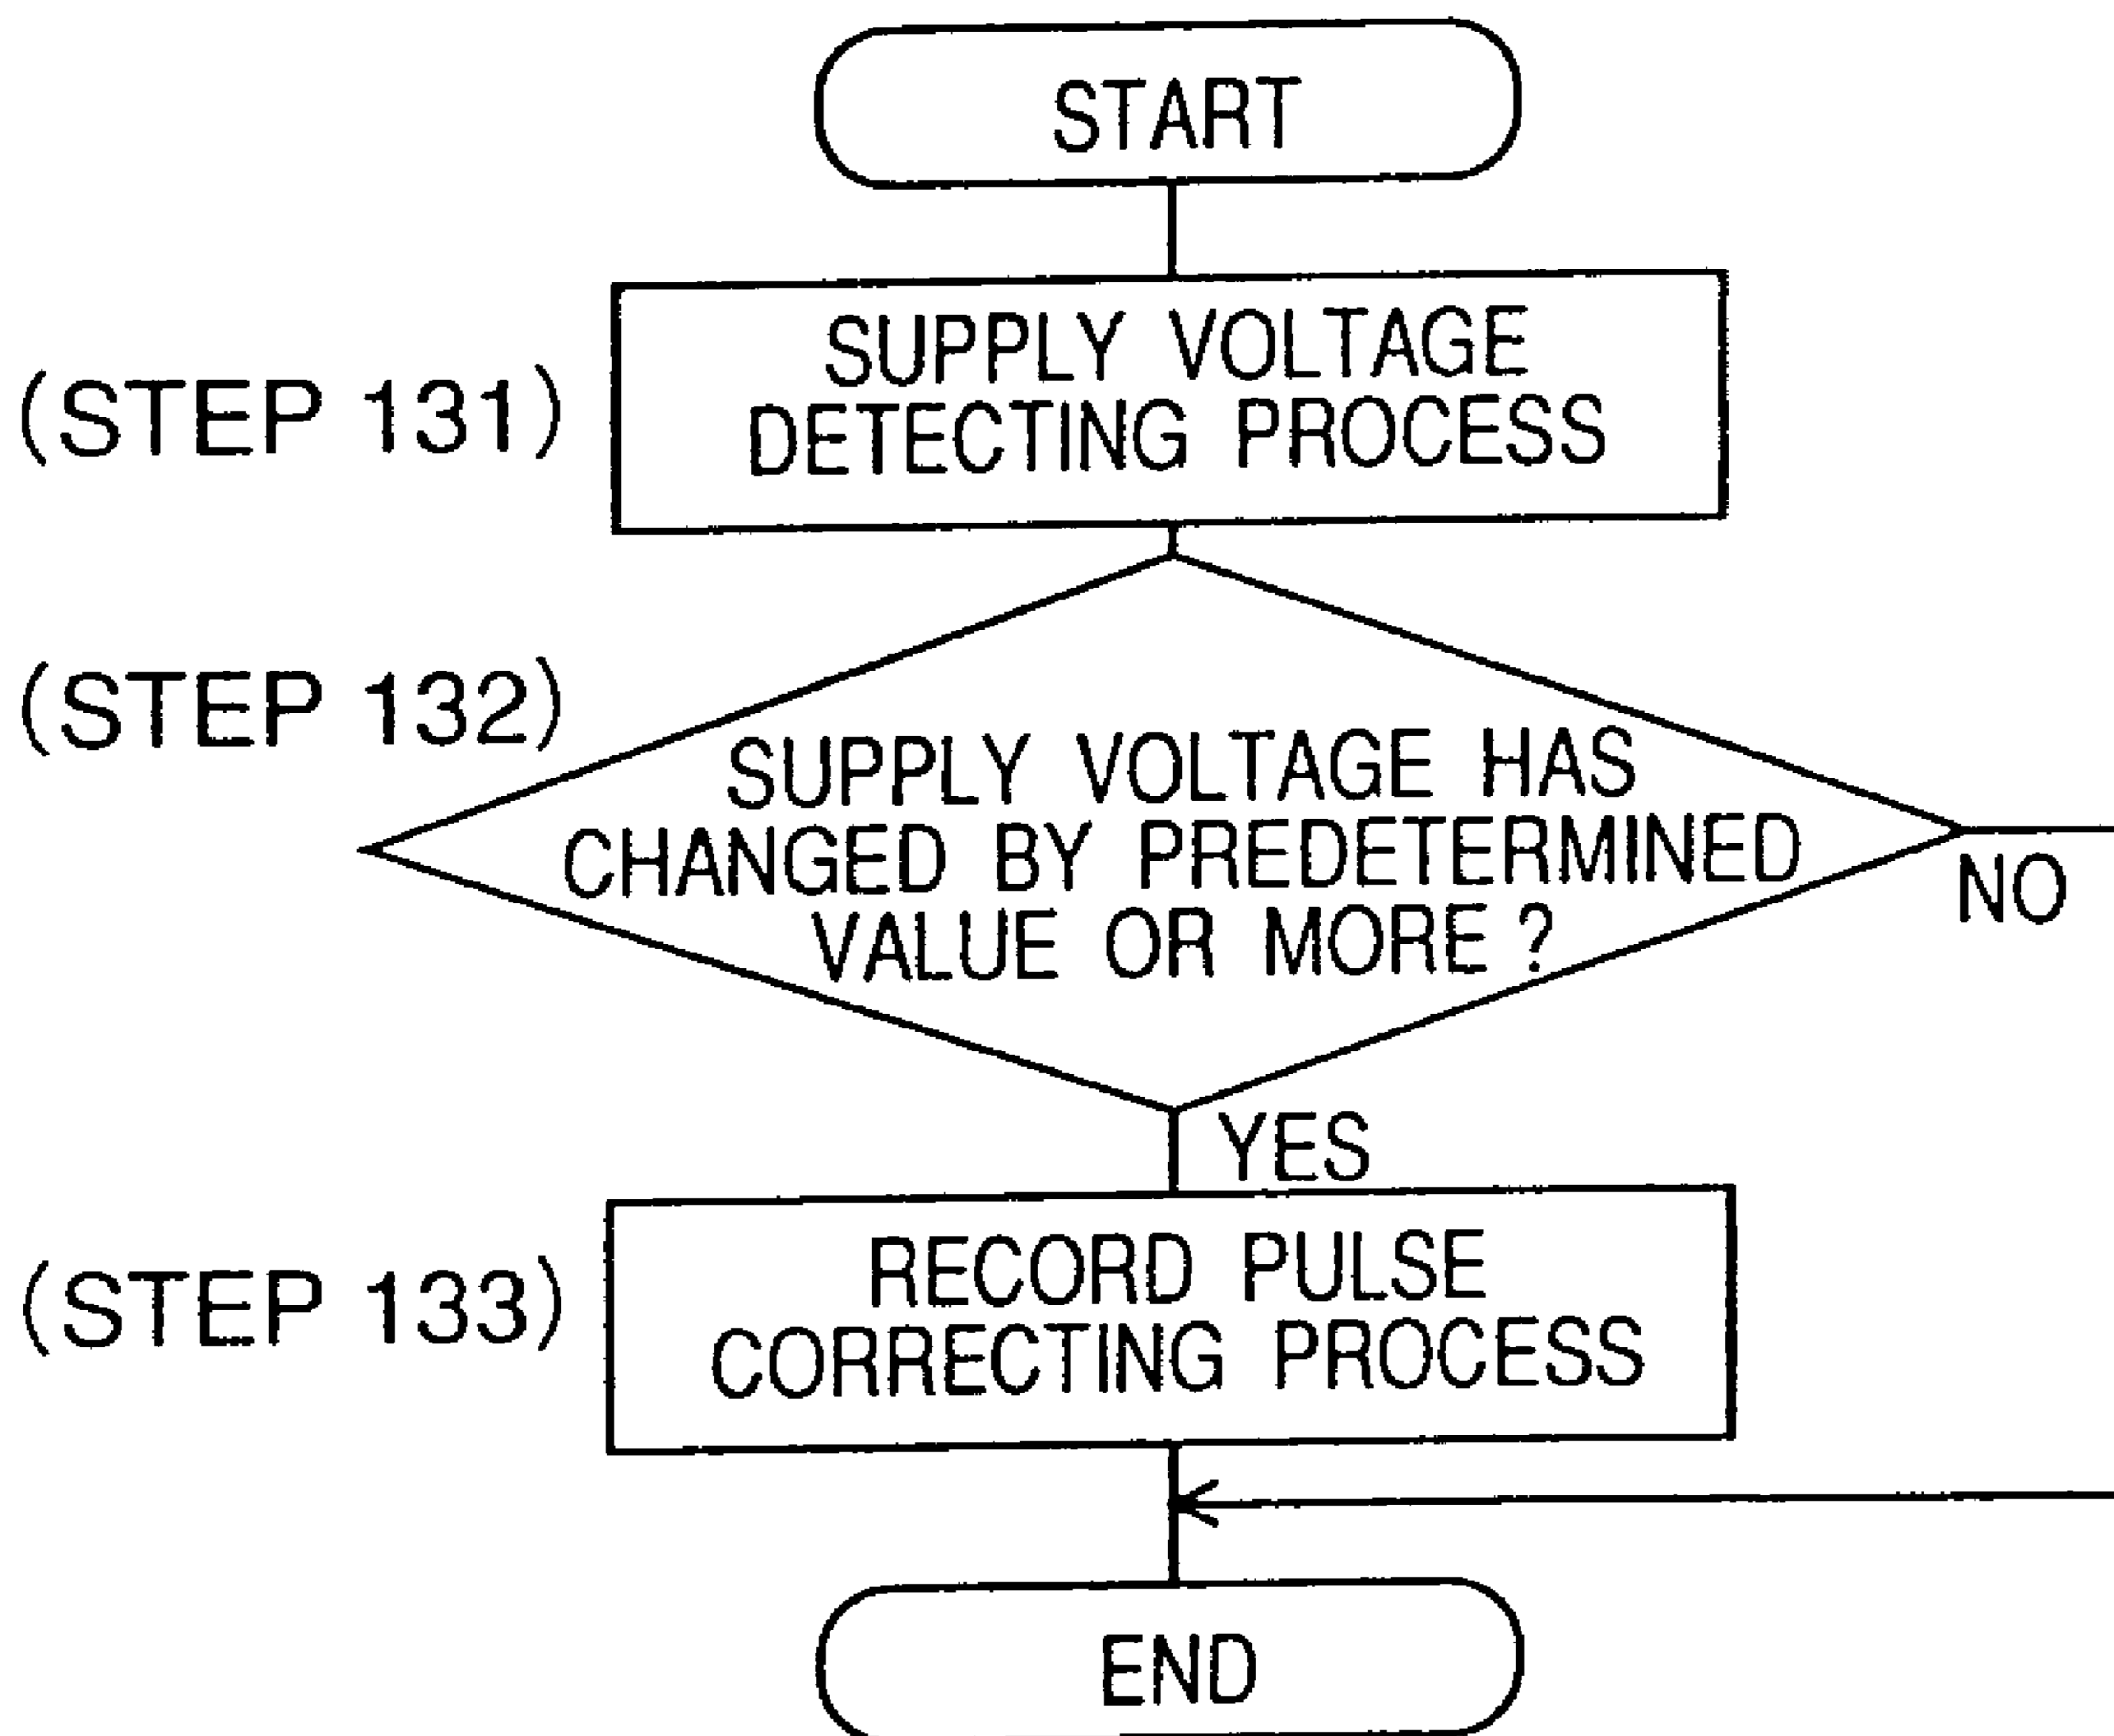 START
(STEP 131)
SUPPLY VOLTAGE
DETECTING PROCESS
(STEP 132)
SUPPLY VOLTAGE HAS
CHANGED BY PREDETERMINED
VALUE OR MORE ?
NO
YES
(STEP 133)
RECORD PULSE
CORRECTING PROCESS
END